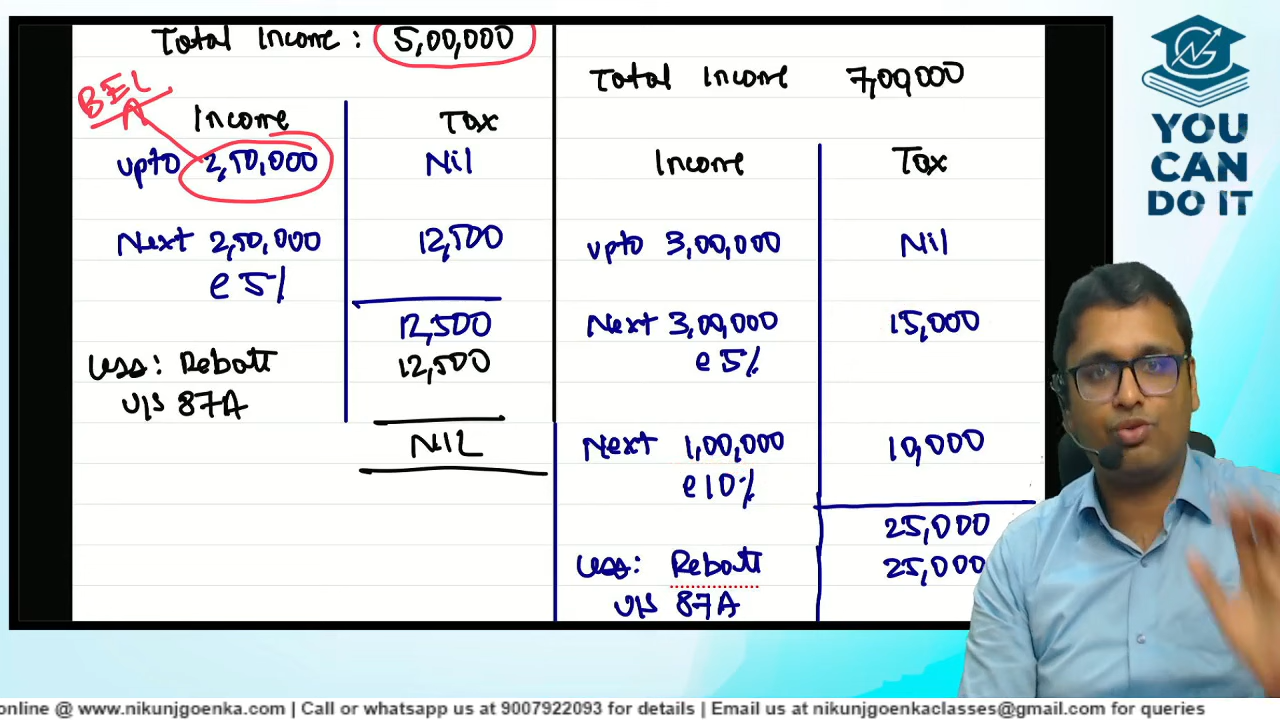 Total Income : 5,00,000
BEL
Income Tax
upto 2,50,000 Nil
Next 2,50,000 12,500
@ 5%
12,500
Less: Rebate 12,500
u/s 87A
NIL
Total Income 7,00,000
Income Tax
upto 3,00,000 Nil
Next 3,00,000 15,000
@ 5%
Next 1,00,000 10,000
@ 10%
25,000
Less: Rebate 25,000
u/s 87A
NG
YOU
CAN
DO IT
online @ www.nikunjgoenka.com | Call or whatsapp us at 9007922093 for details | Email us at nikunjgoenkaclasses@gmail.com for queries